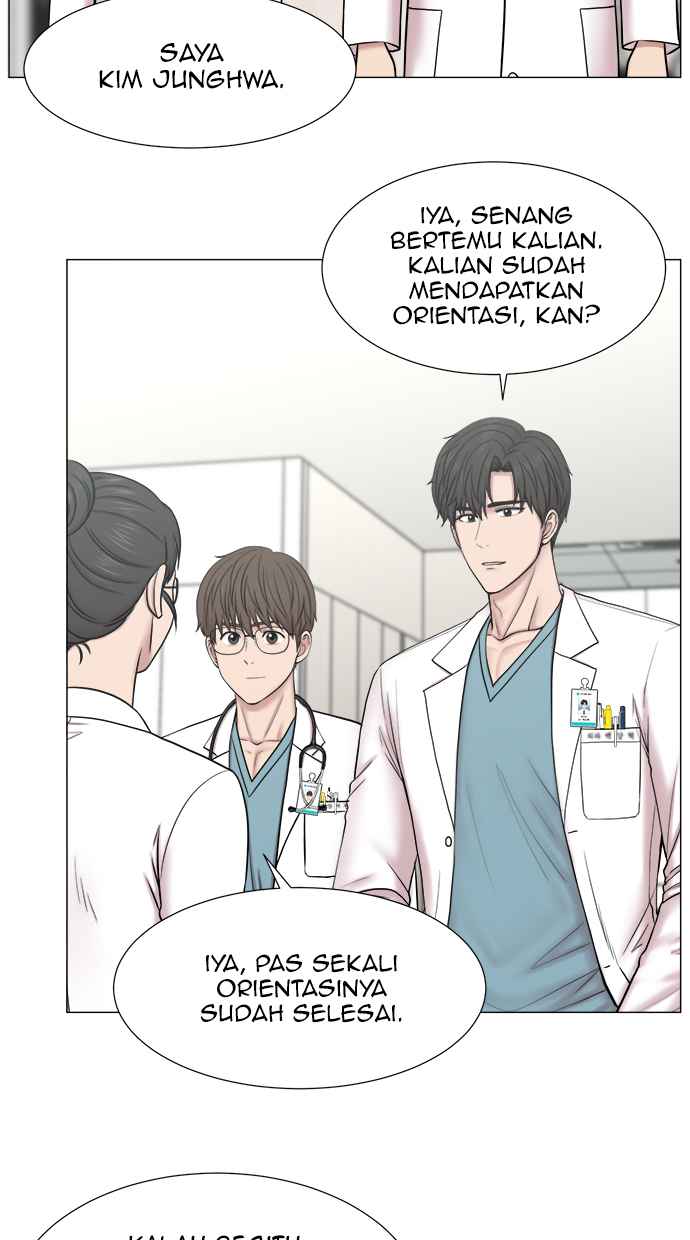 SAYA
KIM JUNGHWA.
IYA, SENANG
BERTEMU KALIAN.
KALIAN SUDAH
MENDAPATKAN
ORIENTASI, KAN?
IYA, PAS SEKALI
ORIENTASINYA
SUDAH SELESAI.